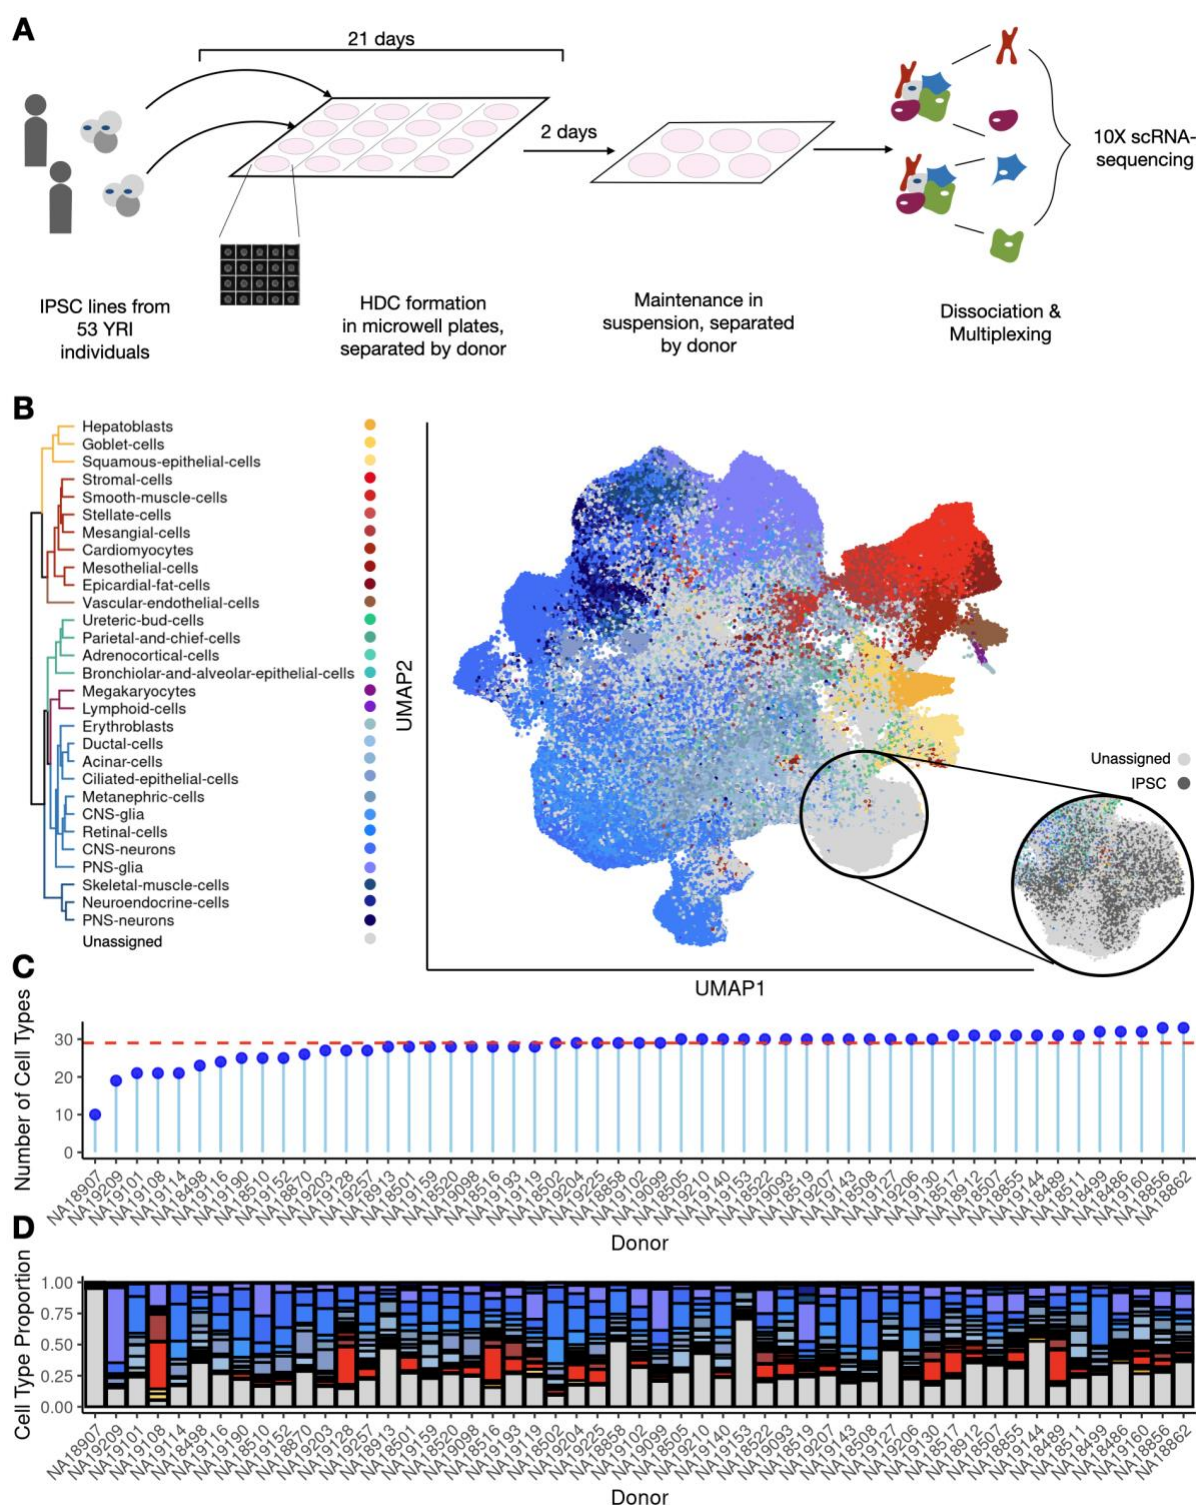 A
21 days
2 days
10X scRNA-
sequencing
IPSC lines from
53 YRI
individuals
HDC formation
in microwell plates,
separated by donor
Maintenance in
suspension, separated
by donor
Dissociation &
Multiplexing
B
Hepatoblasts
Goblet-cells
Squamous-epithelial-cells
Stromal-cells
Smooth-muscle-cells
Stellate-cells
Mesangial-cells
Cardiomyocytes
Mesothelial-cells
Epicardial-fat-cells
Vascular-endothelial-cells
Ureteric-bud-cells
Parietal-and-chief-cells
Adrenocortical-cells
Bronchiolar-and-alveolar-epithelial-cells
Megakaryocytes
Lymphoid-cells
Erythroblasts
Ductal-cells
Acinar-cells
Ciliated-epithelial-cells
Metanephric-cells
CNS-glia
Retinal-cells
CNS-neurons
PNS-glia
Skeletal-muscle-cells
Neuroendocrine-cells
PNS-neurons
Unassigned
UMAP2
UMAP1
Unassigned
IPSC
C
Number of Cell Types
30
20
10
0
NA18907
NA19209
NA19101
NA19108
NA19114
NA18498
NA19116
NA19190
NA18510
NA19152
NA18870
NA19203
NA19128
NA19257
NA18913
NA18501
NA19159
NA18520
NA19098
NA18516
NA19193
NA19119
NA18502
NA19204
NA19225
NA18858
NA19102
NA19099
NA18505
NA19210
NA19140
NA19153
NA18522
NA19093
NA18519
NA19207
NA19143
NA18508
NA19127
NA19206
NA19130
NA18517
NA18912
NA18507
NA18855
NA19144
NA18489
NA18511
NA18499
NA18486
NA19160
NA18856
NA18862
Donor
D
Cell Type Proportion
1.00
0.75
0.50
0.25
0.00
NA18907
NA19209
NA19101
NA19108
NA19114
NA18498
NA19116
NA19190
NA18510
NA19152
NA18870
NA19203
NA19128
NA19257
NA18913
NA18501
NA19159
NA18520
NA19098
NA18516
NA19193
NA19119
NA18502
NA19204
NA19225
NA18858
NA19102
NA19099
NA18505
NA19210
NA19140
NA19153
NA18522
NA19093
NA18519
NA19207
NA19143
NA18508
NA19127
NA19206
NA19130
NA18517
NA18912
NA18507
NA18855
NA19144
NA18489
NA18511
NA18499
NA18486
NA19160
NA18856
NA18862
Donor